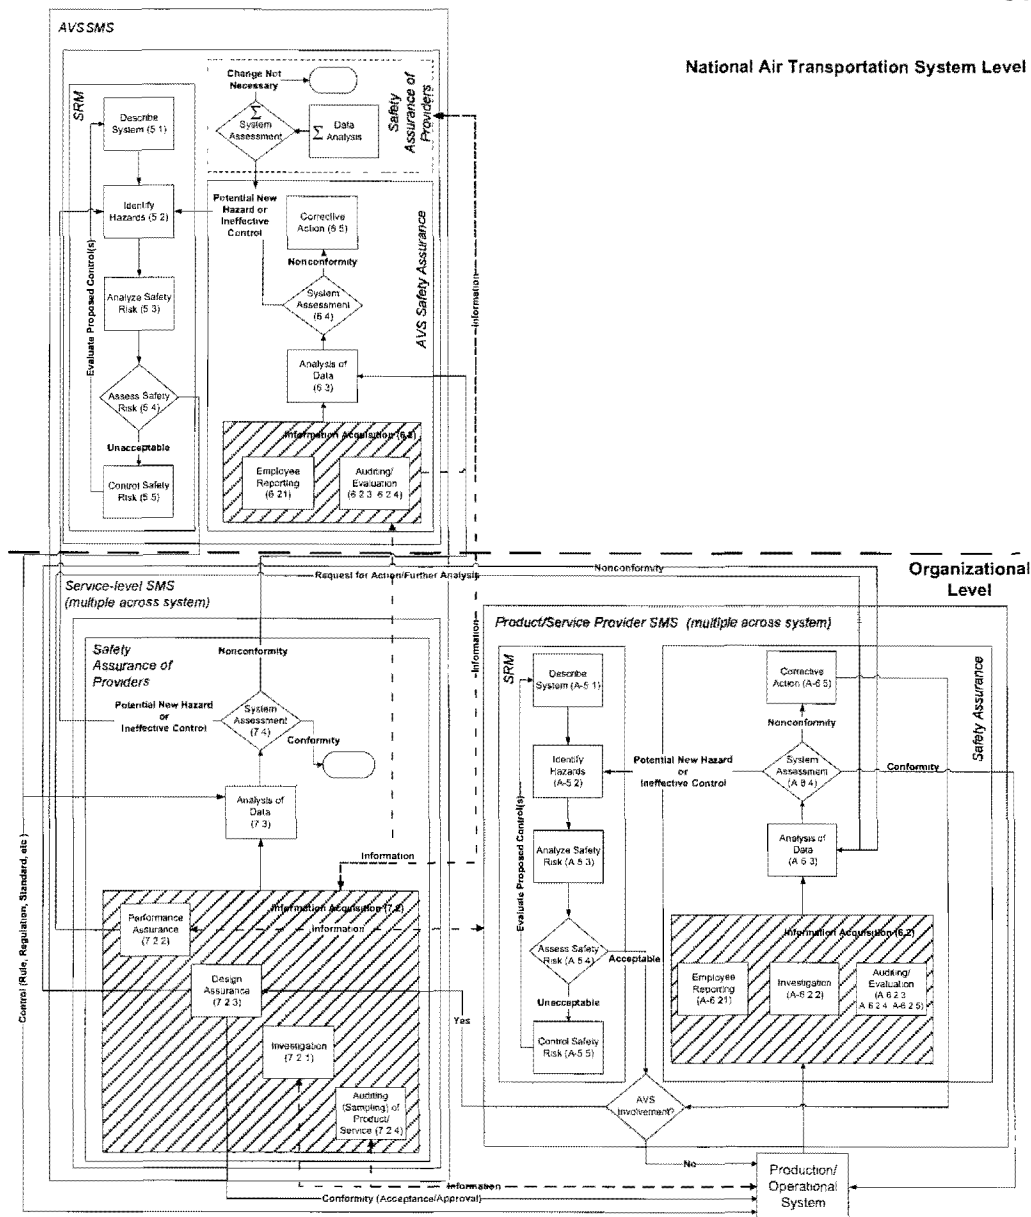 AVSSMS
National Air Transportation System Level
SRM
Describe
System (5 1)
Identify
Hazards (5 2)
Analyze Safety
Risk (5 3)
Assess Safety
Risk (5 4)
Unacceptable
Control Safety
Risk (5 5)
Evaluate Proposed Control(s)
Change Not
Necessary
Σ
System
Assessment
Σ Data
Analysis
Safety
Assurance of
Providers
Potential New
Hazard or
Ineffective
Control
Corrective
Action (6 5)
Nonconformity
System
Assessment
(6 4)
Analysis of
Data
(6 3)
AVS Safety Assurance
Information Acquisition (6,2)
Employee
Reporting
(6 21)
Auditing/
Evaluation
(6 2 3 6 2 4)
Information
Organizational
Level
Nonconformity
Request for Action/Further Analysis
Service-level SMS
(multiple across system)
Safety
Assurance of
Providers
Nonconformity
Potential New Hazard
or
Ineffective Control
System
Assessment
(7 4)
Conformity
Analysis of
Data
(7 3)
Information
Information
Information Acquisition (7,2)
Information
Performance
Assurance
(7 2 2)
Design
Assurance
(7 2 3)
Investigation
(7 2 1)
Auditing
(Sampling) of
Product/
Service (7 2 4)
Control (Rule, Regulation, Standard, etc )
Product/Service Provider SMS (multiple across system)
SRM
Describe
System (A-5 1)
Identify
Hazards
(A-5 2)
Analyze Safety
Risk (A 5 3)
Assess Safety
Risk (A 5 4)
Acceptable
Unacceptable
Control Safety
Risk (A-5 5)
Evaluate Proposed Control(s)
Corrective
Action (A-6 5)
Nonconformity
System
Assessment
(A 6 4)
Conformity
Potential New Hazard
or
Ineffective Control
Analysis of
Data
(A 6 3)
Safety Assurance
Information Acquisition (6,2)
Employee
Reporting
(A-6 21)
Investigation
(A-6 2 2)
Auditing/
Evaluation
(A 6 2 3
A 6 2 4 A-6 2 5)
Yes
AVS
Involvement?
No
Production/
Operational
System
Information
Conformity (Acceptance/Approval)